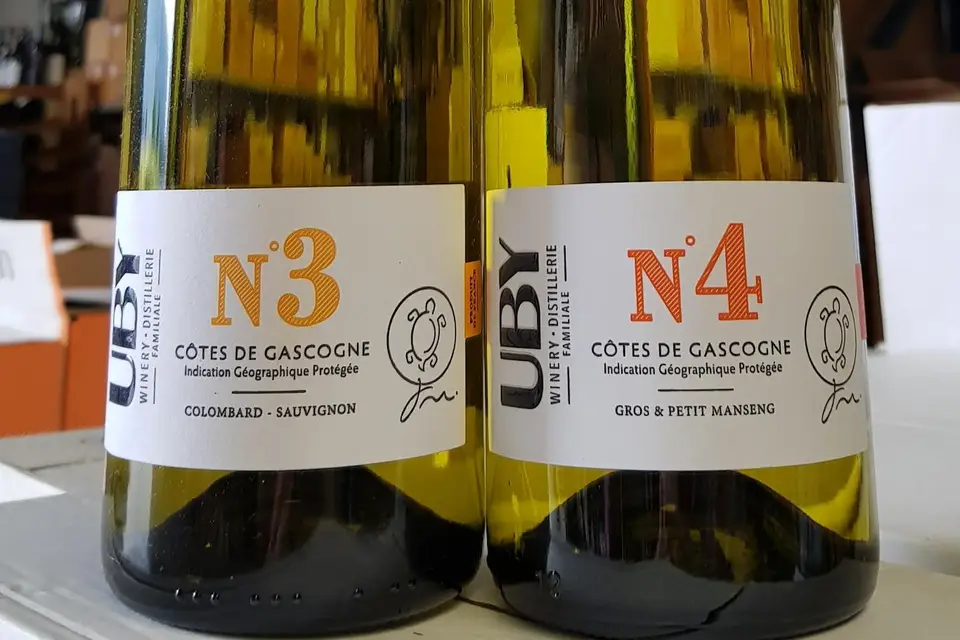 UBY
WINERY • DISTILLERIE
FAMILIALE
N°3
CÔTES DE GASCOGNE
Indication Géographique Protégée
COLOMBARD - SAUVIGNON
UBY
WINERY • DISTILLERIE
FAMILIALE
N°4
CÔTES DE GASCOGNE
Indication Géographique Protégée
GROS & PETIT MANSENG